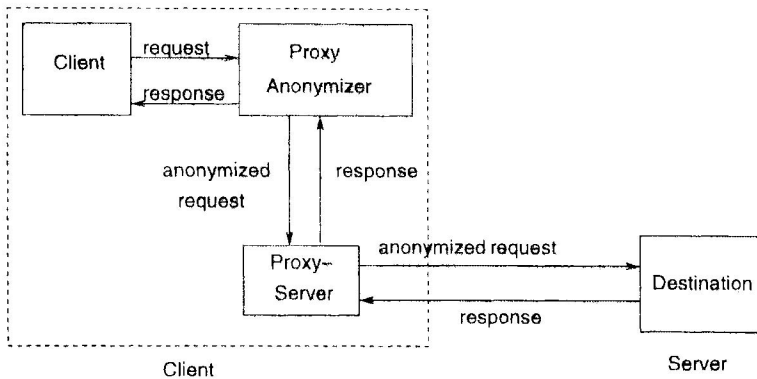 Client
request
response
Proxy
Anonymizer
anonymized
request
response
Proxy-
Server
anonymized request
response
Destination
Client
Server